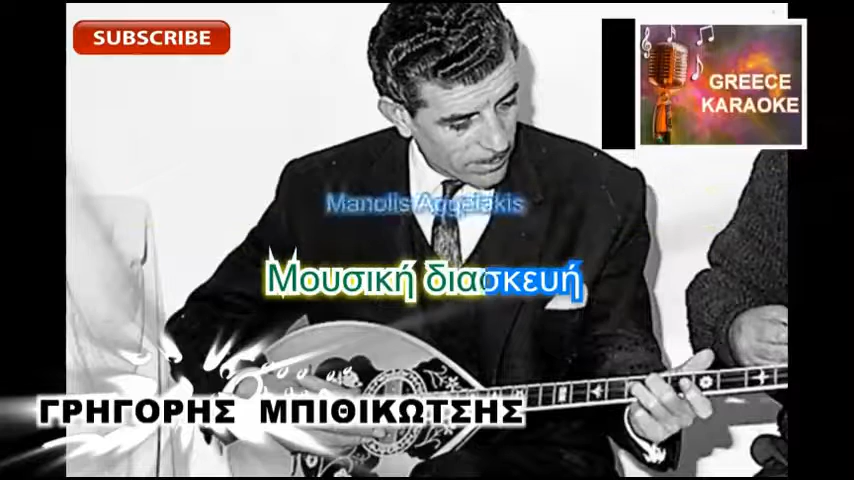 SUBSCRIBE
GREECE
KARAOKE
Manolis Aggelakis
Μουσική διασκευή
ΓΡΗΓΟΡΗΣ ΜΠΙΘΙΚΩΤΣΗΣ